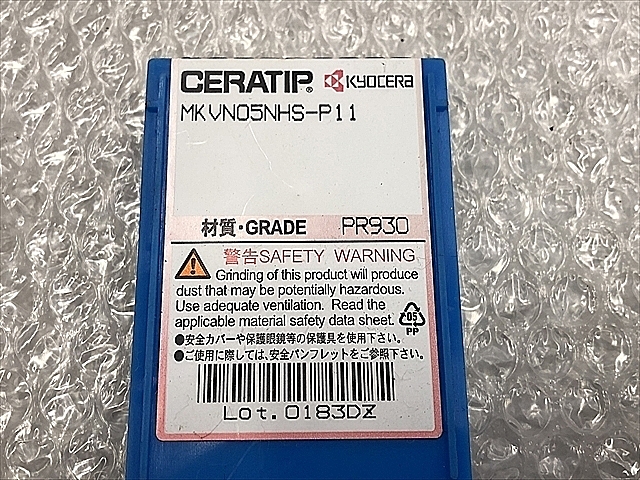 CERATIP® KYOCERA
MKVN05NHS-P11
材質・GRADE PR930
警告SAFETY WARNING
Grinding of this product will produce
dust that may be potentially hazardous.
Use adequate ventilation. Read the
applicable material safety data sheet.
05
PP
●安全カバーや保護眼鏡等の保護具を使用下さい。
●ご使用に際しては、安全パンフレットをご参照下さい。
Lot.0183DZ